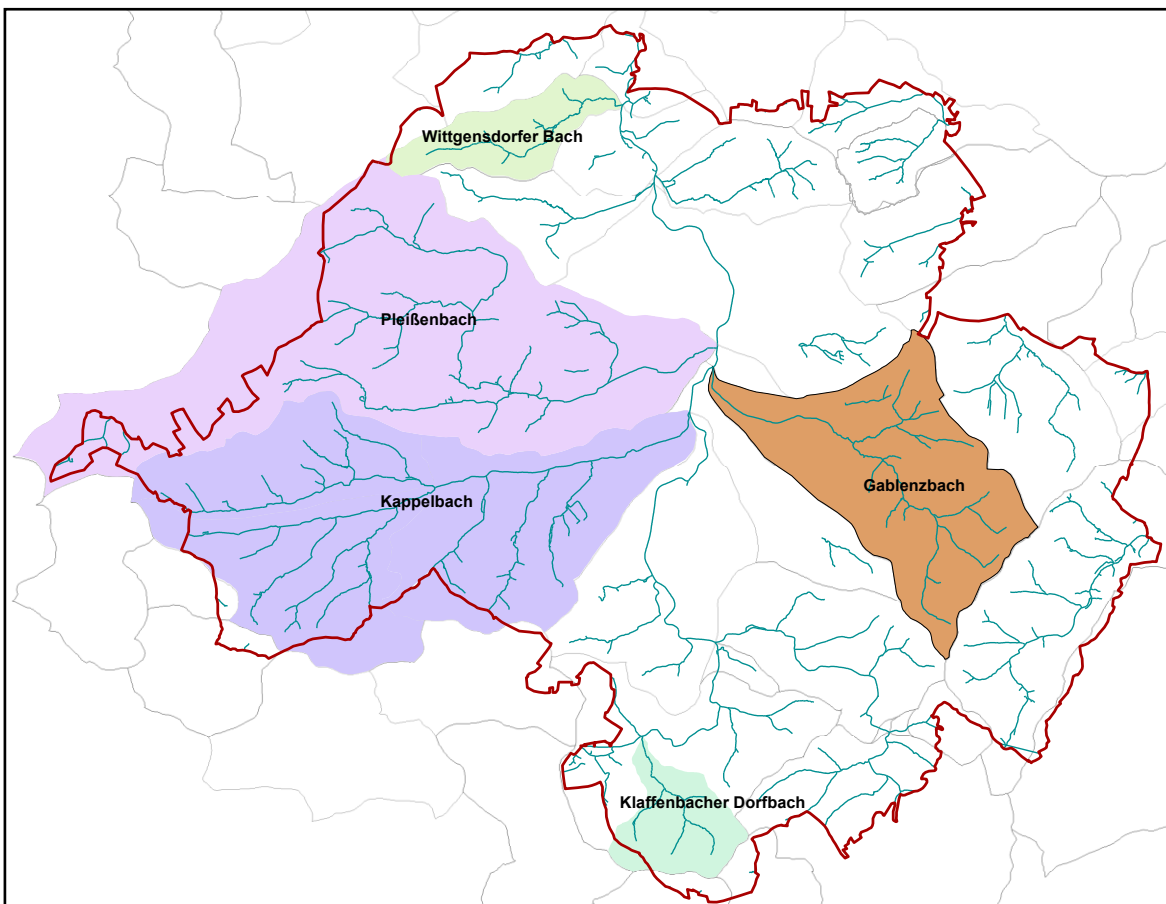 Wittgensdorfer Bach
Pleißenbach
Kappelbach
Gablenzbach
Klaffenbacher Dorfbach